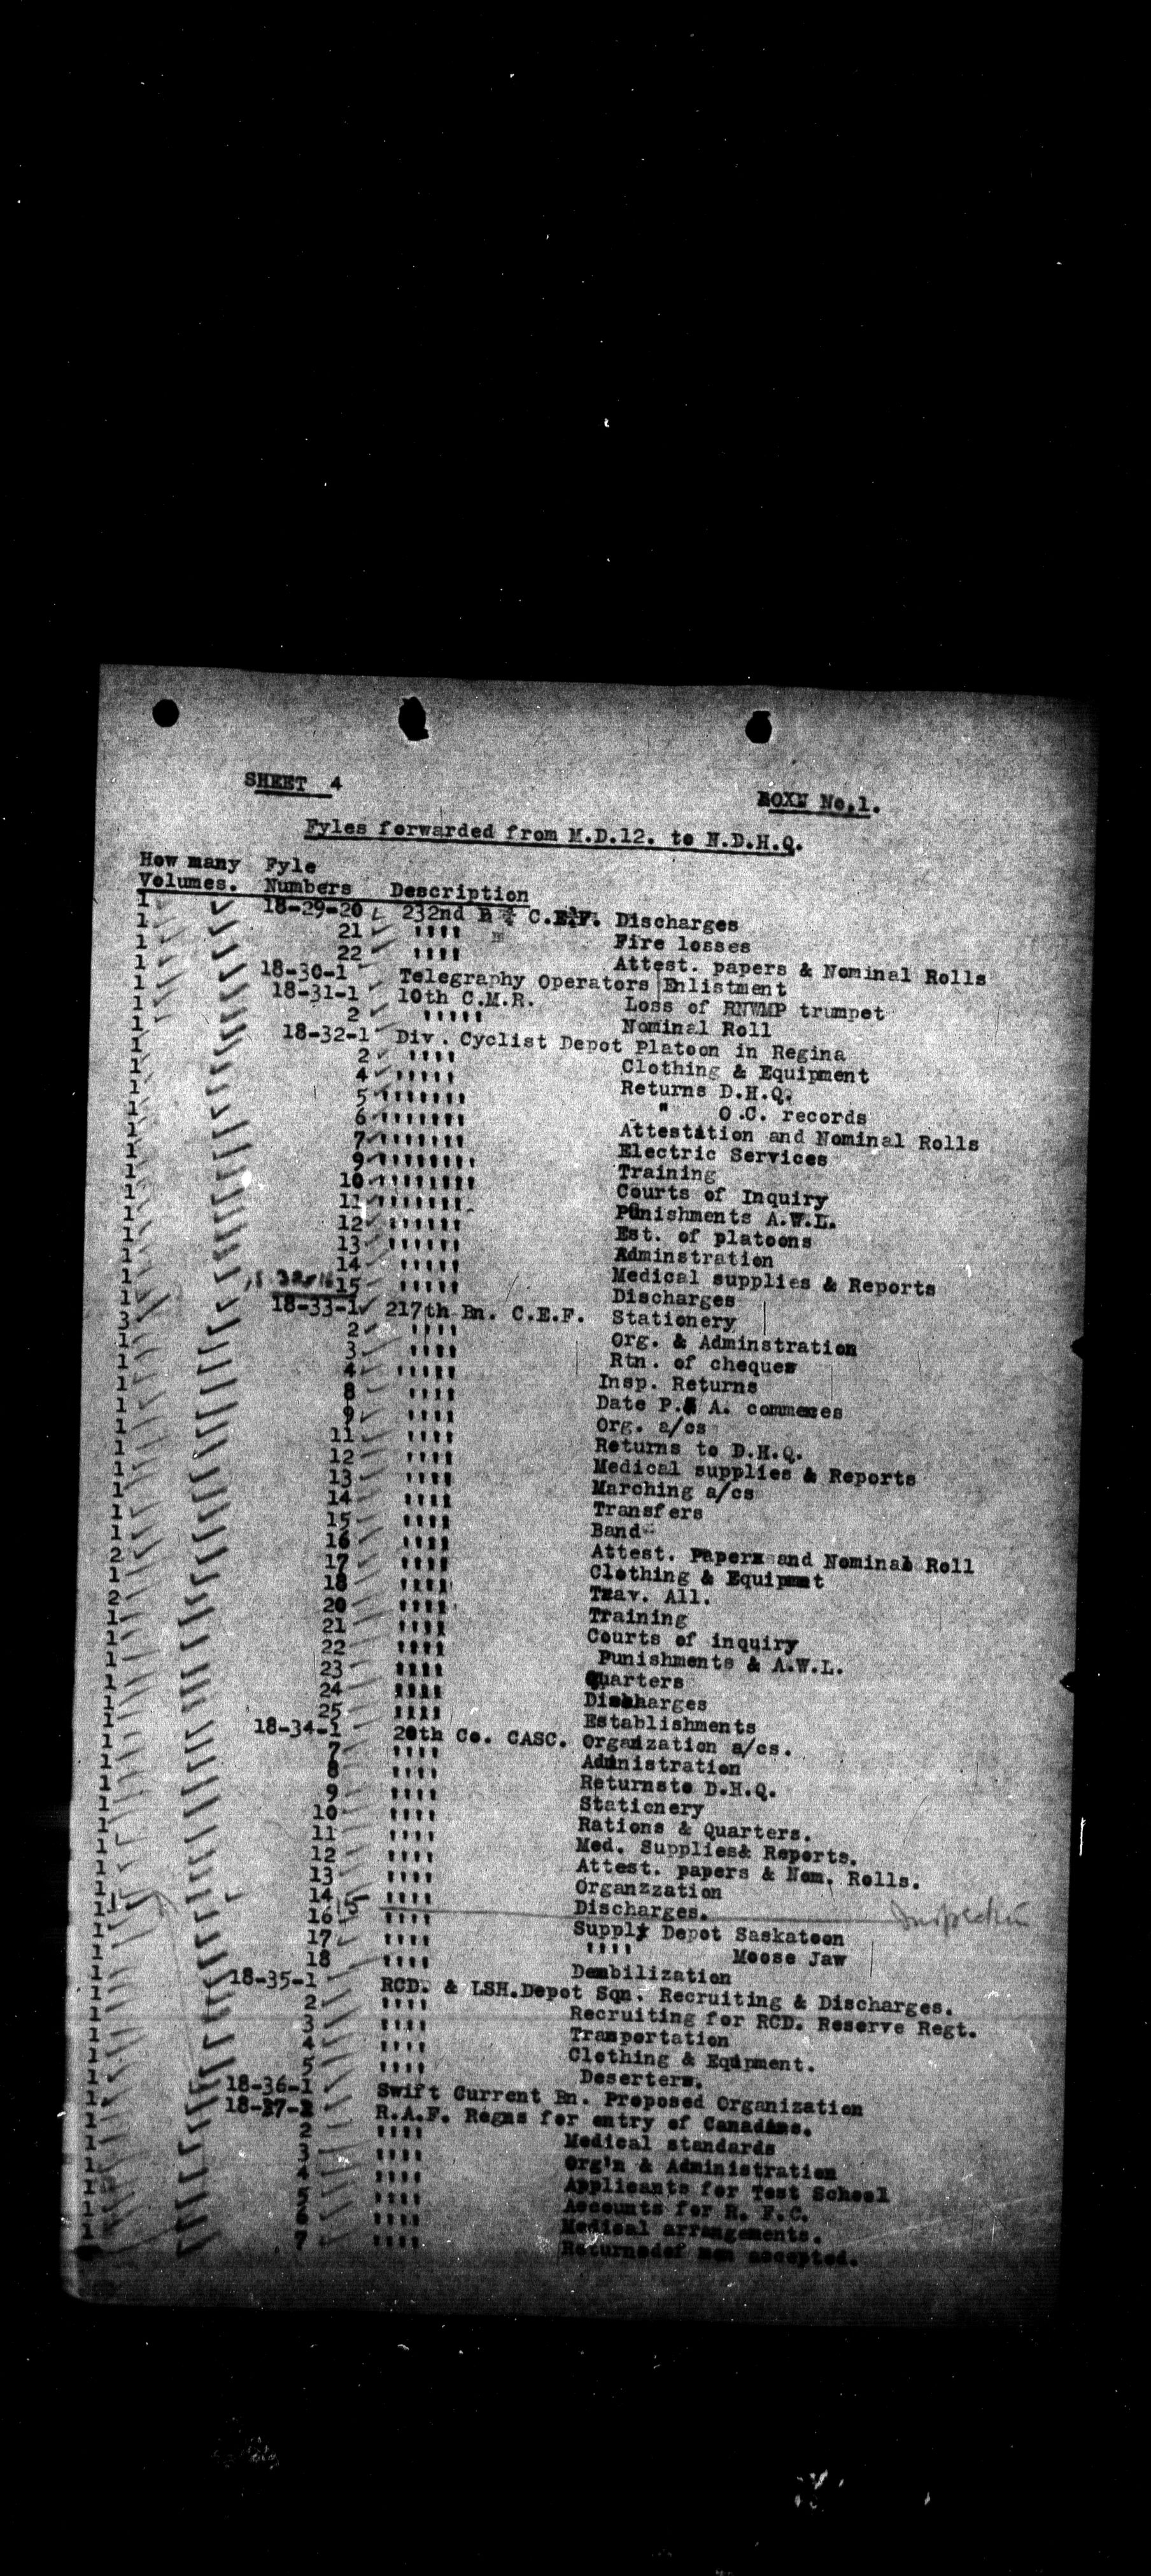 SHEET 4
BOXX No.1.
Fyles forwarded from M.D.12. to N.D.H.Q.
How many Fyle
Volumes. Numbers Description
1 18-29-20 232nd B C.E.F. Discharges
1 21 '''' Fire losses
1 22 '''' Attest. papers & Nominal Rolls
1 18-30-1 Telegraphy Operators Enlistment
1 18-31-1 10th C.M.R. Loss of RNWMP trumpet
1 2 ''''' Nominal Roll
1 18-32-1 Div. Cyclist Depot Platoon in Regina
1 2 '''' Clothing & Equipment
1 4 ''''' Returns D.H.Q.
1 5 ''''''' " O.C. records
1 6 ''''''' Attestation and Nominal Rolls
1 7 ''''''' Electric Services
1 9 '''''''' Training
1 10 '''''''' Courts of Inquiry
1 11 ''''''' Punishments A.W.L.
1 12 '''''' Est. of platoons
1 13 '''''' Adminstration
1 14 ''''' Medical supplies & Reports
1 15 ''''' Discharges
1 18-33-1 217th Bn. C.E.F. Stationery
3 2 '''' Org. & Adminstration
1 3 '''' Rtn. of cheques
1 4 ''''' Insp. Returns
1 8 '''' Date P.& A. commeces
1 9 '''' Org. a/cs
1 11 '''' Returns to D.H.Q.
1 12 '''' Medical supplies & Reports
1 13 '''' Marching a/cs
1 14 '''' Transfers
1 15 '''' Band
1 16 '''' Attest. Papers and Nominal Roll
2 17 '''' Clothing & Equipmnt
1 18 '''' Trav. All.
2 20 '''' Training
1 21 '''' Courts of inquiry
1 22 '''' Punishments & A.W.L.
1 23 '''' Quarters
1 24 '''' Discharges
1 25 '''' Establishments
1 18-34-1 20th Co. CASC. Organization a/cs.
1 7 '''' Administration
1 8 '''' Returnsto D.H.Q.
1 9 '''' Stationery
1 10 '''' Rations & Quarters.
1 11 '''' Med. Supplies& Reports.
1 12 '''' Attest. papers & Nom. Rolls.
1 13 '''' Organzzation
1 14 '''' Discharges.
1 15 Inspection
1 16 '''' Supply Depot Saskatoon
1 17 '''' '''' Moose Jaw
1 18 '''' Dembilization
1 18-35-1 RCD. & LSH.Depot Sqn. Recruiting & Discharges.
1 2 '''' Recruiting for RCD. Reserve Regt.
1 3 '''' Transportation
1 4 '''' Clothing & Equipment.
1 5 '''' Deserters.
1 18-36-1 Swift Current Bn. Proposed Organization
1 18-37-1 R.A.F. Regns for entry of Canadians.
1 2 '''' Medical standards
1 3 '''' Org'n & Administration
1 4 '''' Applicants for Test School
1 5 '''' Accounts for R. F.C.
1 6 '''' Medical arrangements.
7 '''' Returnsof men accepted.